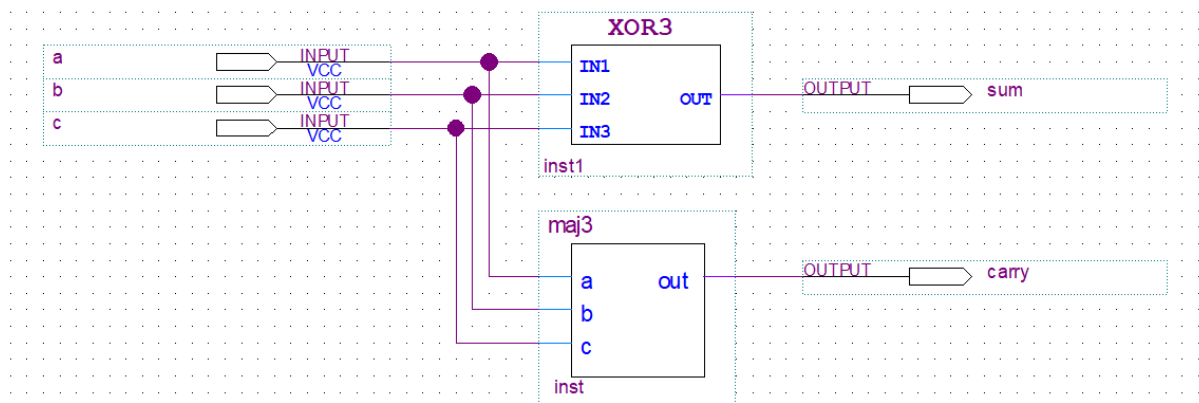 XOR3
a INPUT
VCC
IN1
b INPUT
VCC
IN2 OUT OUTPUT sum
c INPUT
VCC
IN3
inst1
maj3
a out OUTPUT carry
b
c
inst